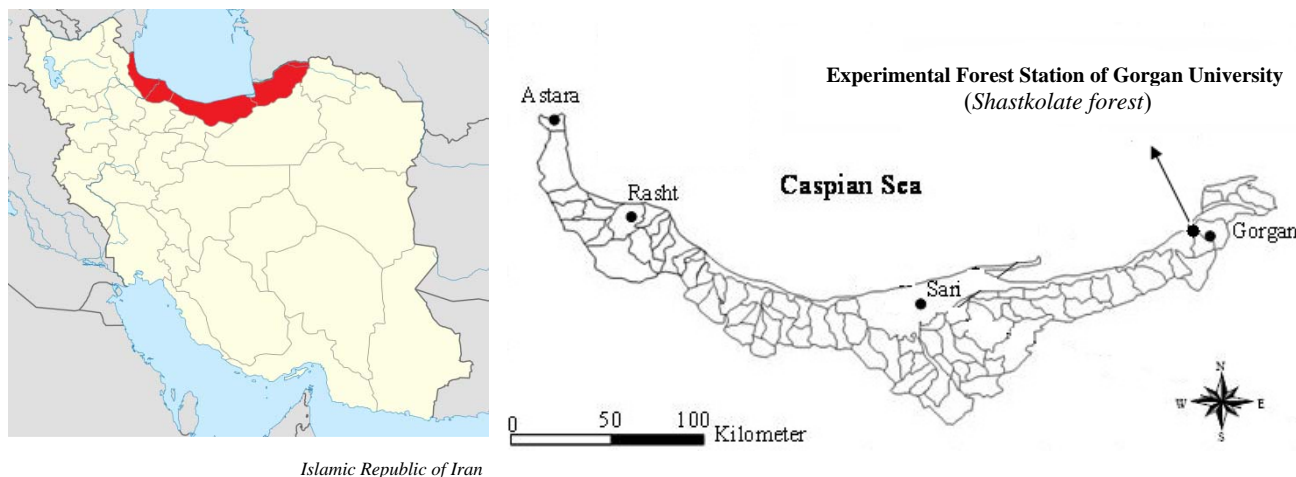 Experimental Forest Station of Gorgan University
(Shastkolate forest)
Astara
Caspian Sea
Rasht
Gorgan
Sari
N
W E
S
0 50 100
Kilometer
Islamic Republic of Iran